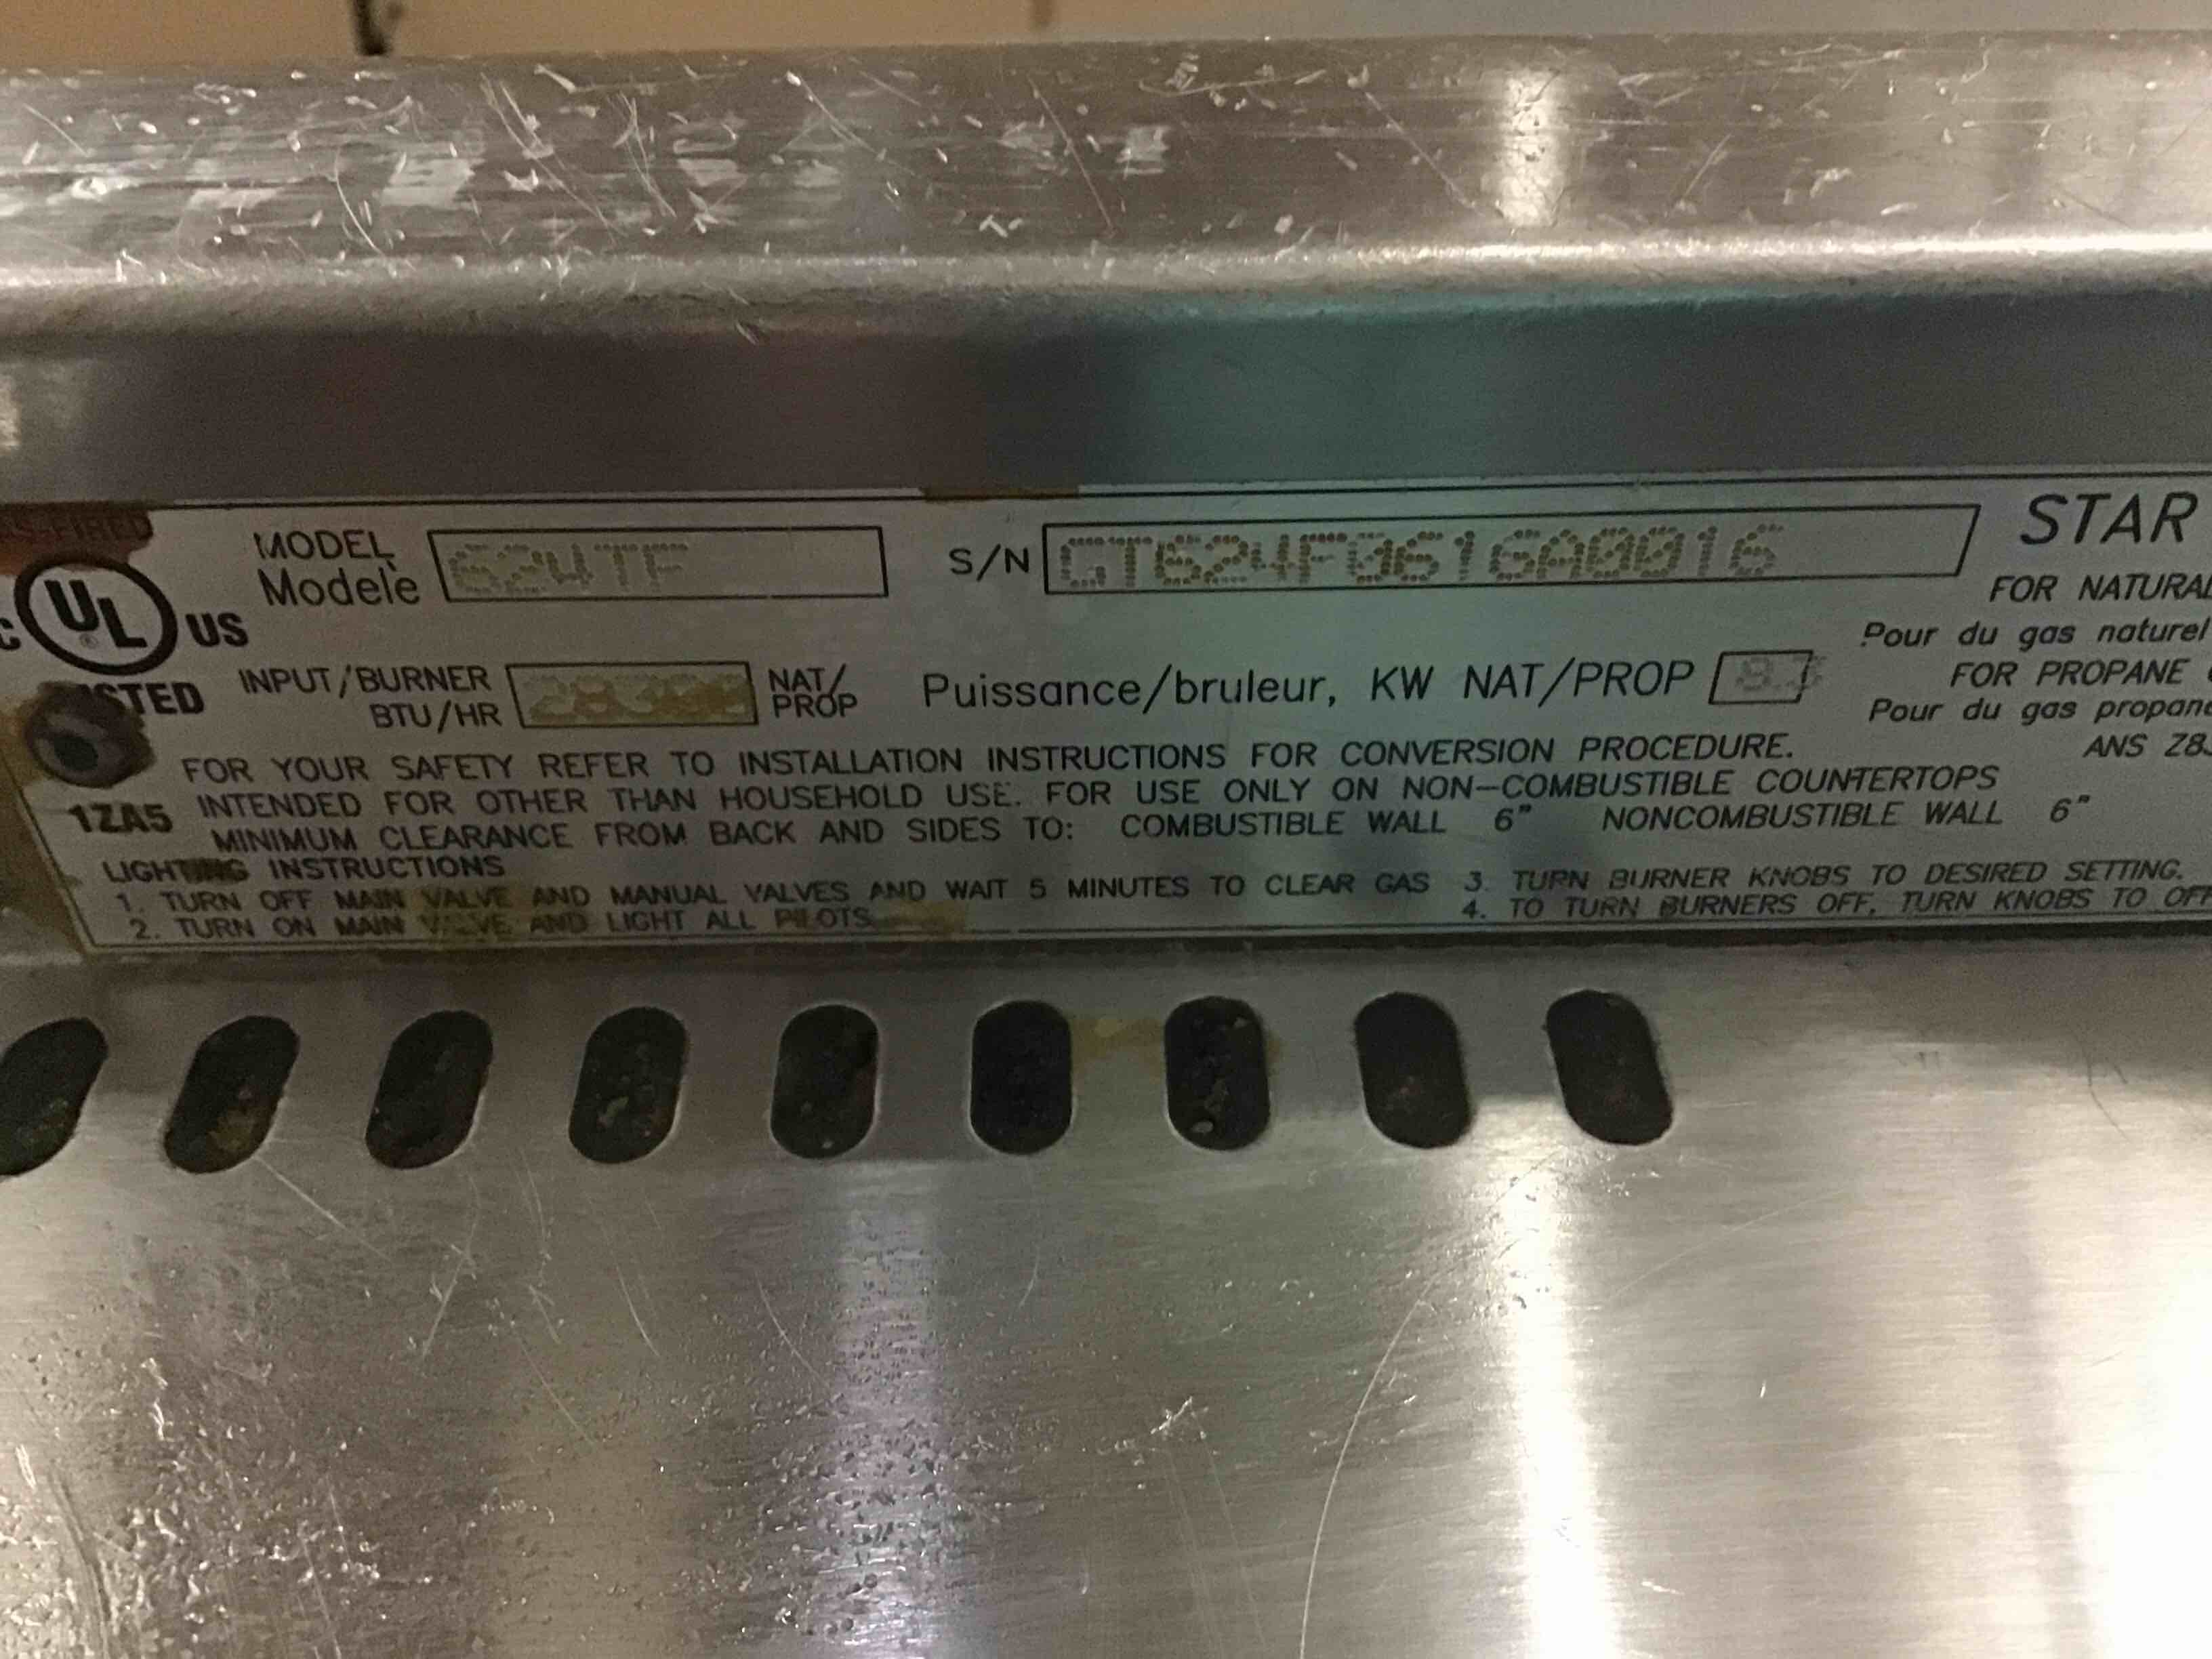 MODEL
Modele
624TF
S/N GT624F0616A0016
STAR
C UL US
LISTED
INPUT/BURNER
BTU/HR
NAT/
PROP
Puissance/bruleur, KW NAT/PROP
FOR NATURAL
Pour du gas naturel
FOR PROPANE
Pour du gas propane
ANS Z83
FOR YOUR SAFETY REFER TO INSTALLATION INSTRUCTIONS FOR CONVERSION PROCEDURE.
1ZA5
INTENDED FOR OTHER THAN HOUSEHOLD USE. FOR USE ONLY ON NON-COMBUSTIBLE COUNTERTOPS
MINIMUM CLEARANCE FROM BACK AND SIDES TO: COMBUSTIBLE WALL 6" NONCOMBUSTIBLE WALL 6"
LIGHTING INSTRUCTIONS
1. TURN OFF MAIN VALVE AND MANUAL VALVES AND WAIT 5 MINUTES TO CLEAR GAS
2. TURN ON MAIN VALVE AND LIGHT ALL PILOTS
3. TURN BURNER KNOBS TO DESIRED SETTING.
4. TO TURN BURNERS OFF, TURN KNOBS TO OFF